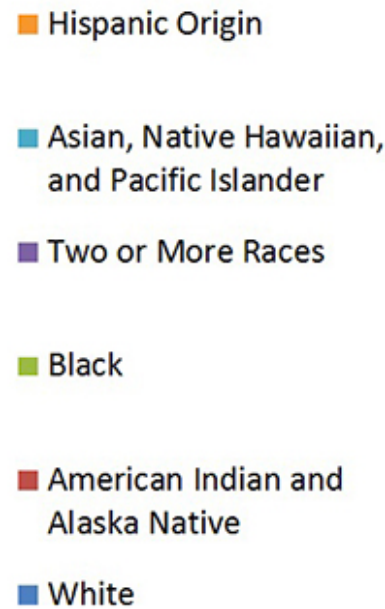 Hispanic Origin
Asian, Native Hawaiian,
and Pacific Islander
Two or More Races
Black
American Indian and
Alaska Native
White